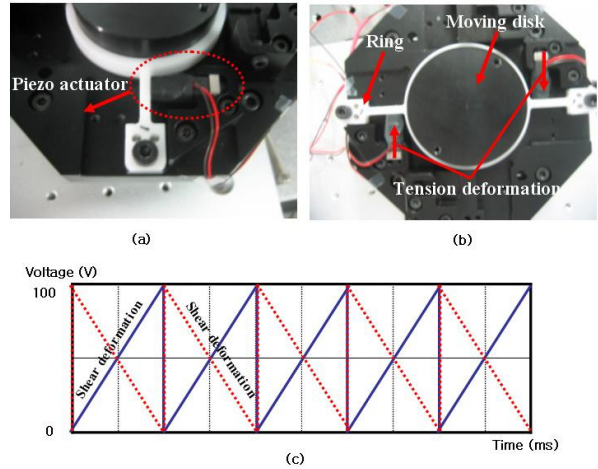 Piezo actuator
(a)
Moving disk
Ring
Tension deformation
(b)
Voltage (V)
100
Shear deformation
Shear deformation
0
Time (ms)
(c)